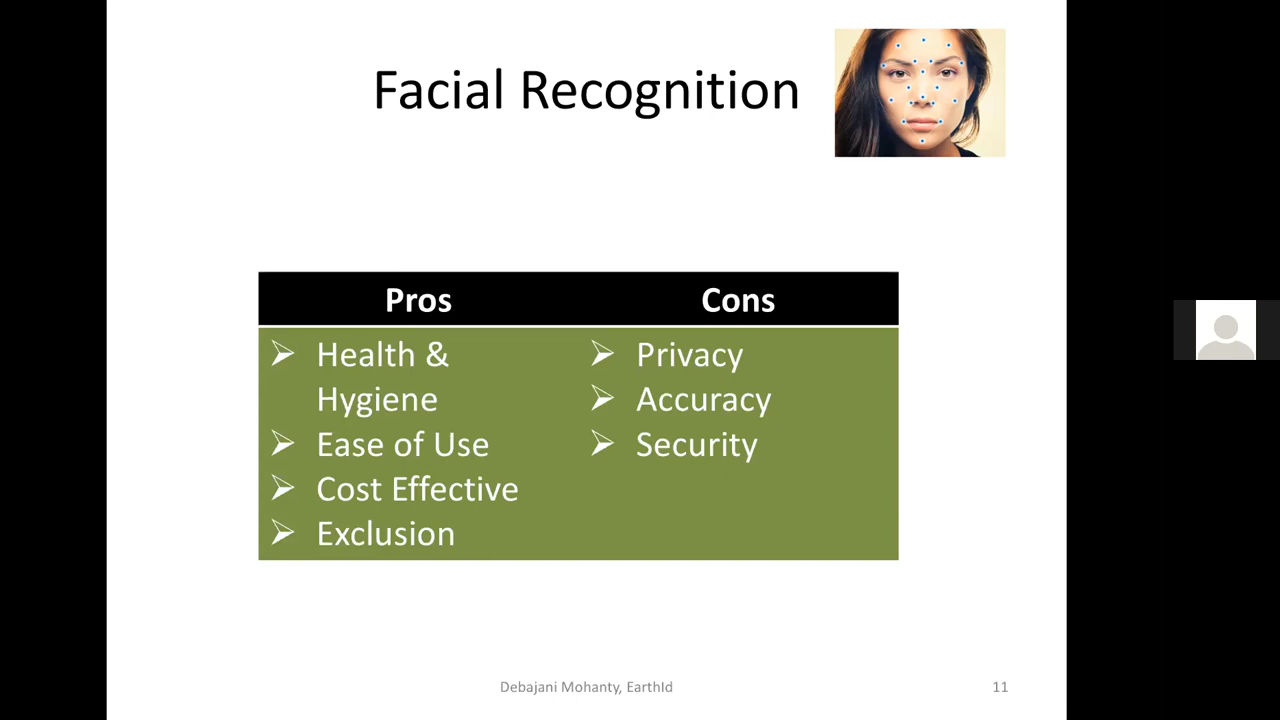 Facial Recognition
Pros
Cons
➢ Health &
Hygiene
➢ Ease of Use
➢ Cost Effective
➢ Exclusion
➢ Privacy
➢ Accuracy
➢ Security
Debajani Mohanty, EarthId
11